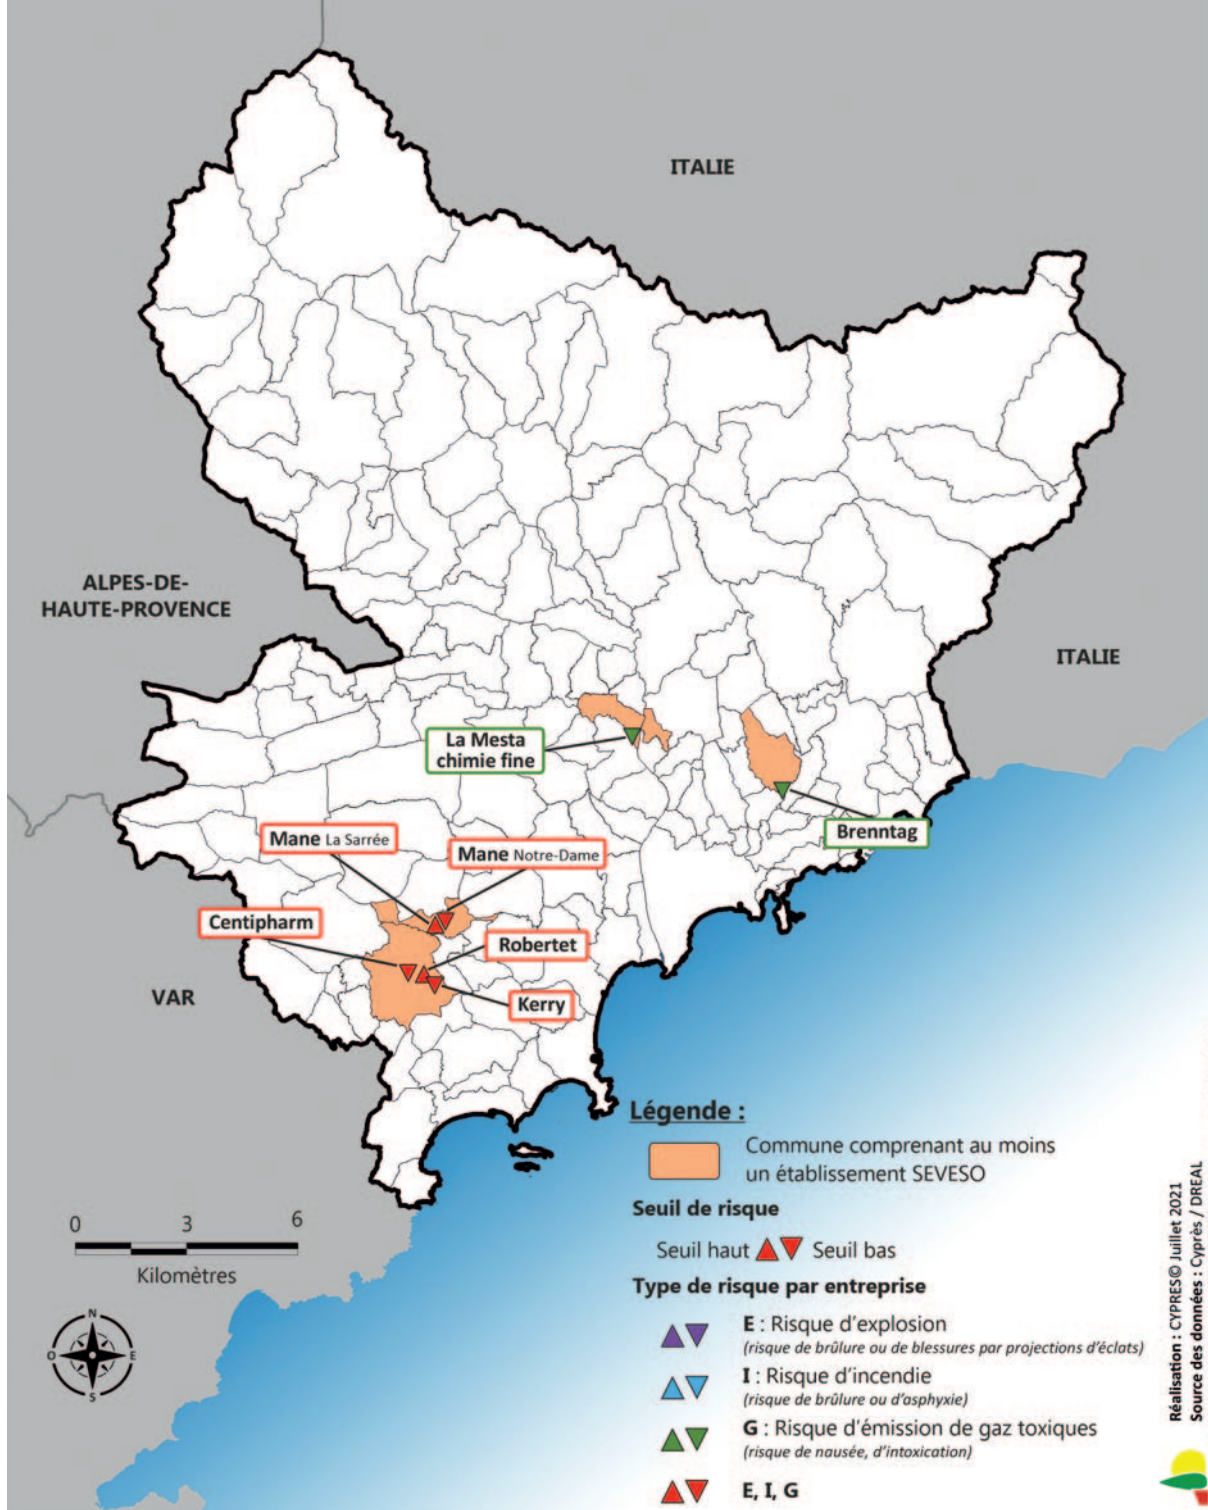 ITALIE
ALPES-DE-
HAUTE-PROVENCE
ITALIE
La Mesta
chimie fine
Brenntag
Mane La Sarrée
Mane Notre-Dame
Centipharm
Robertet
Kerry
VAR
Légende :
Commune comprenant au moins
un établissement SEVESO
Seuil de risque
Seuil haut Seuil bas
Type de risque par entreprise
E : Risque d'explosion
(risque de brûlure ou de blessures par projections d'éclats)
I : Risque d'incendie
(risque de brûlure ou d'asphyxie)
G : Risque d'émission de gaz toxiques
(risque de nausée, d'intoxication)
E, I, G
0 3 6
Kilomètres
N
O E
S
Réalisation : CYPRES© Juillet 2021
Source des données : Cyprès / DREAL